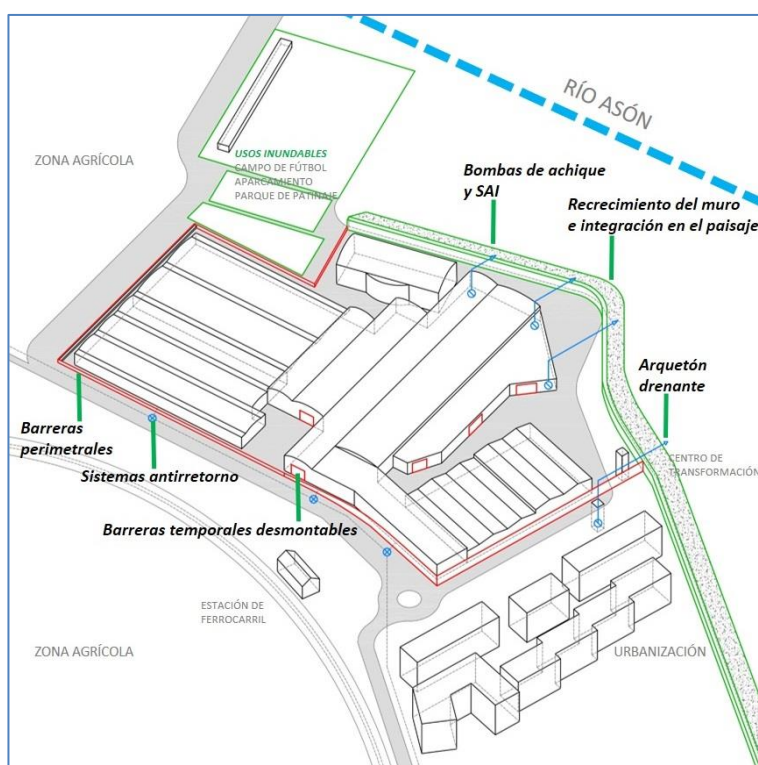 RÍO ASÓN
ZONA AGRÍCOLA
USOS INUNDABLES
CAMPO DE FÚTBOL
APARCAMIENTO
PARQUE DE PATINAJE
Bombas de achique
y SAI
Recrecimiento del muro
e integración en el paisaje
Arquetón
drenante
CENTRO DE
TRANSFORMACIÓN
Barreras
perimetrales
Sistemas antirretorno
Barreras temporales desmontables
ESTACIÓN DE
FERROCARRIL
ZONA AGRÍCOLA
URBANIZACIÓN